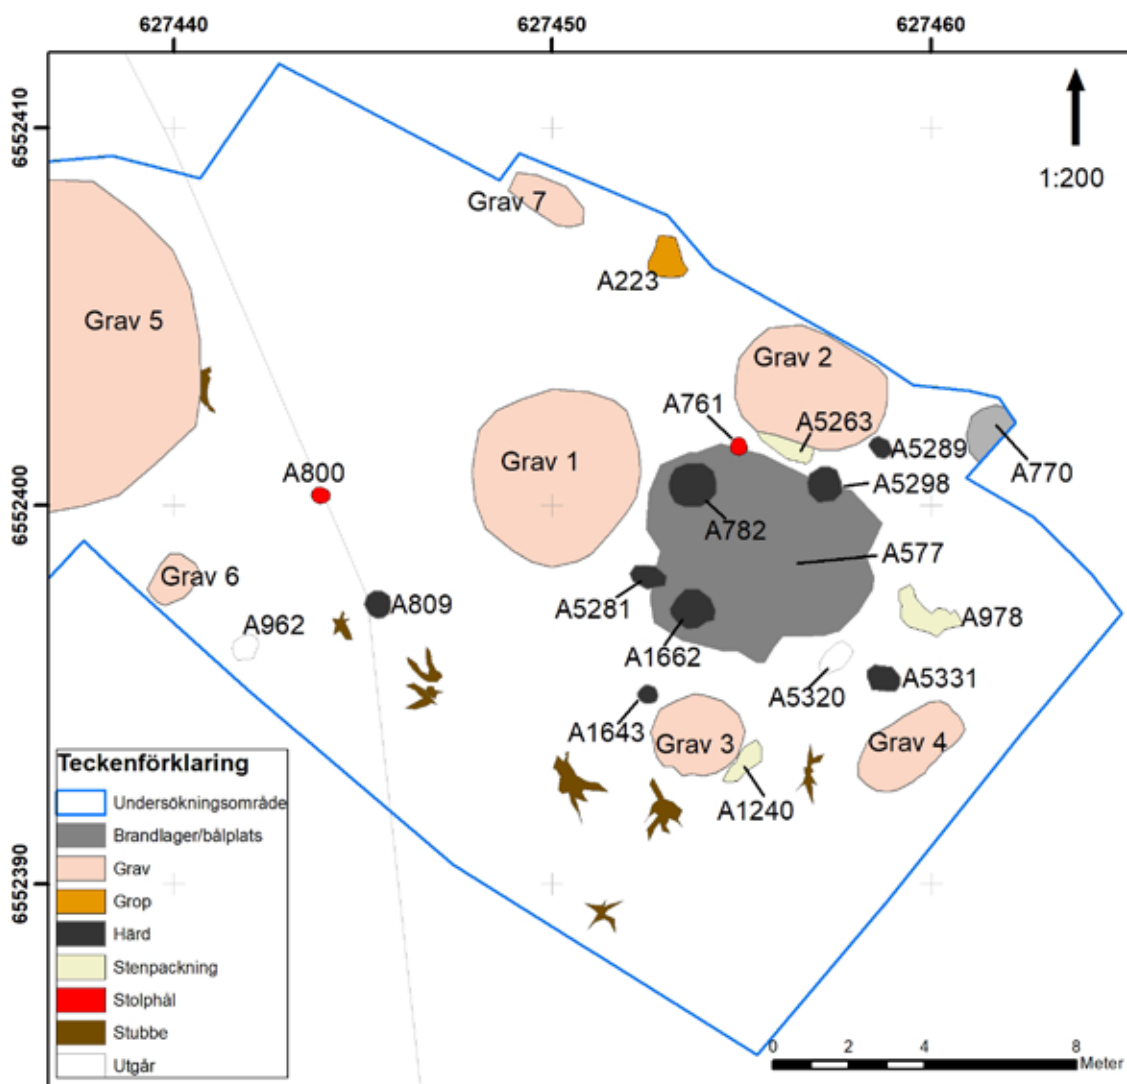 627440
627450
627460
6552410
6552400
6552390
1:200
Grav 7
A223
Grav 5
Grav 2
A761
A5263
A5289
A770
A5298
Grav 1
A800
A782
A577
Grav 6
A809
A962
A5281
A978
A1662
A5320
A5331
A1643
Grav 3
Grav 4
A1240
Teckenförklaring
Undersökningsområde
Brandlager/bålplats
Grav
Grop
Härd
Stenpackning
Stolphål
Stubbe
Utgår
0 2 4 8
Meter